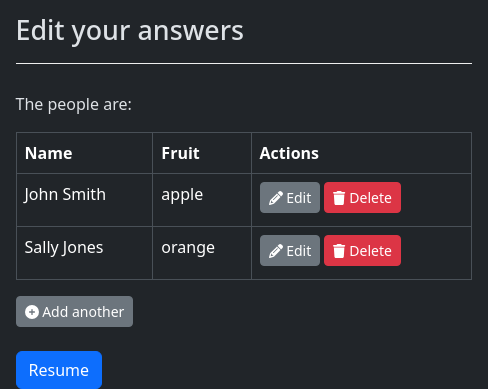 Edit your answers
The people are:
Name Fruit Actions
John Smith apple Edit Delete
Sally Jones orange Edit Delete
Add another
Resume